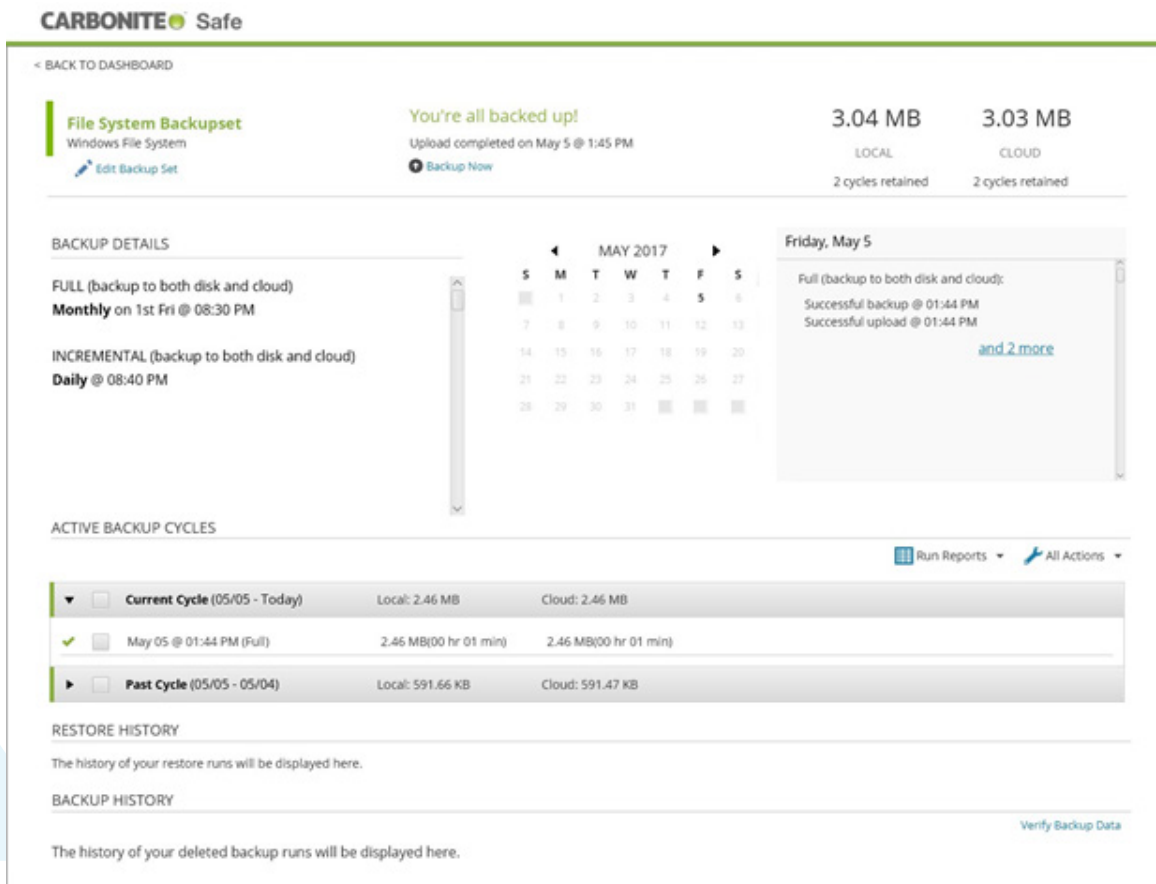 CARBONITE Safe
< BACK TO DASHBOARD
File System Backupset
Windows File System
Edit Backup Set
You're all backed up!
Upload completed on May 5 @ 1:45 PM
Backup Now
3.04 MB
LOCAL
2 cycles retained
3.03 MB
CLOUD
2 cycles retained
BACKUP DETAILS
FULL (backup to both disk and cloud)
Monthly on 1st Fri @ 08:30 PM
INCREMENTAL (backup to both disk and cloud)
Daily @ 08:40 PM
MAY 2017
S M T W T F S
1 2 3 4 5 6
7 8 9 10 11 12 13
14 15 16 17 18 19 20
21 22 23 24 25 26 27
28 29 30 31
Friday, May 5
Full (backup to both disk and cloud):
Successful backup @ 01:44 PM
Successful upload @ 01:44 PM
and 2 more
ACTIVE BACKUP CYCLES
Run Reports All Actions
Current Cycle (05/05 - Today) Local: 2.46 MB Cloud: 2.46 MB
May 05 @ 01:44 PM (Full) 2.46 MB(00 hr 01 min) 2.46 MB(00 hr 01 min)
Past Cycle (05/05 - 05/04) Local: 591.66 KB Cloud: 591.47 KB
RESTORE HISTORY
The history of your restore runs will be displayed here.
BACKUP HISTORY
Verify Backup Data
The history of your deleted backup runs will be displayed here.